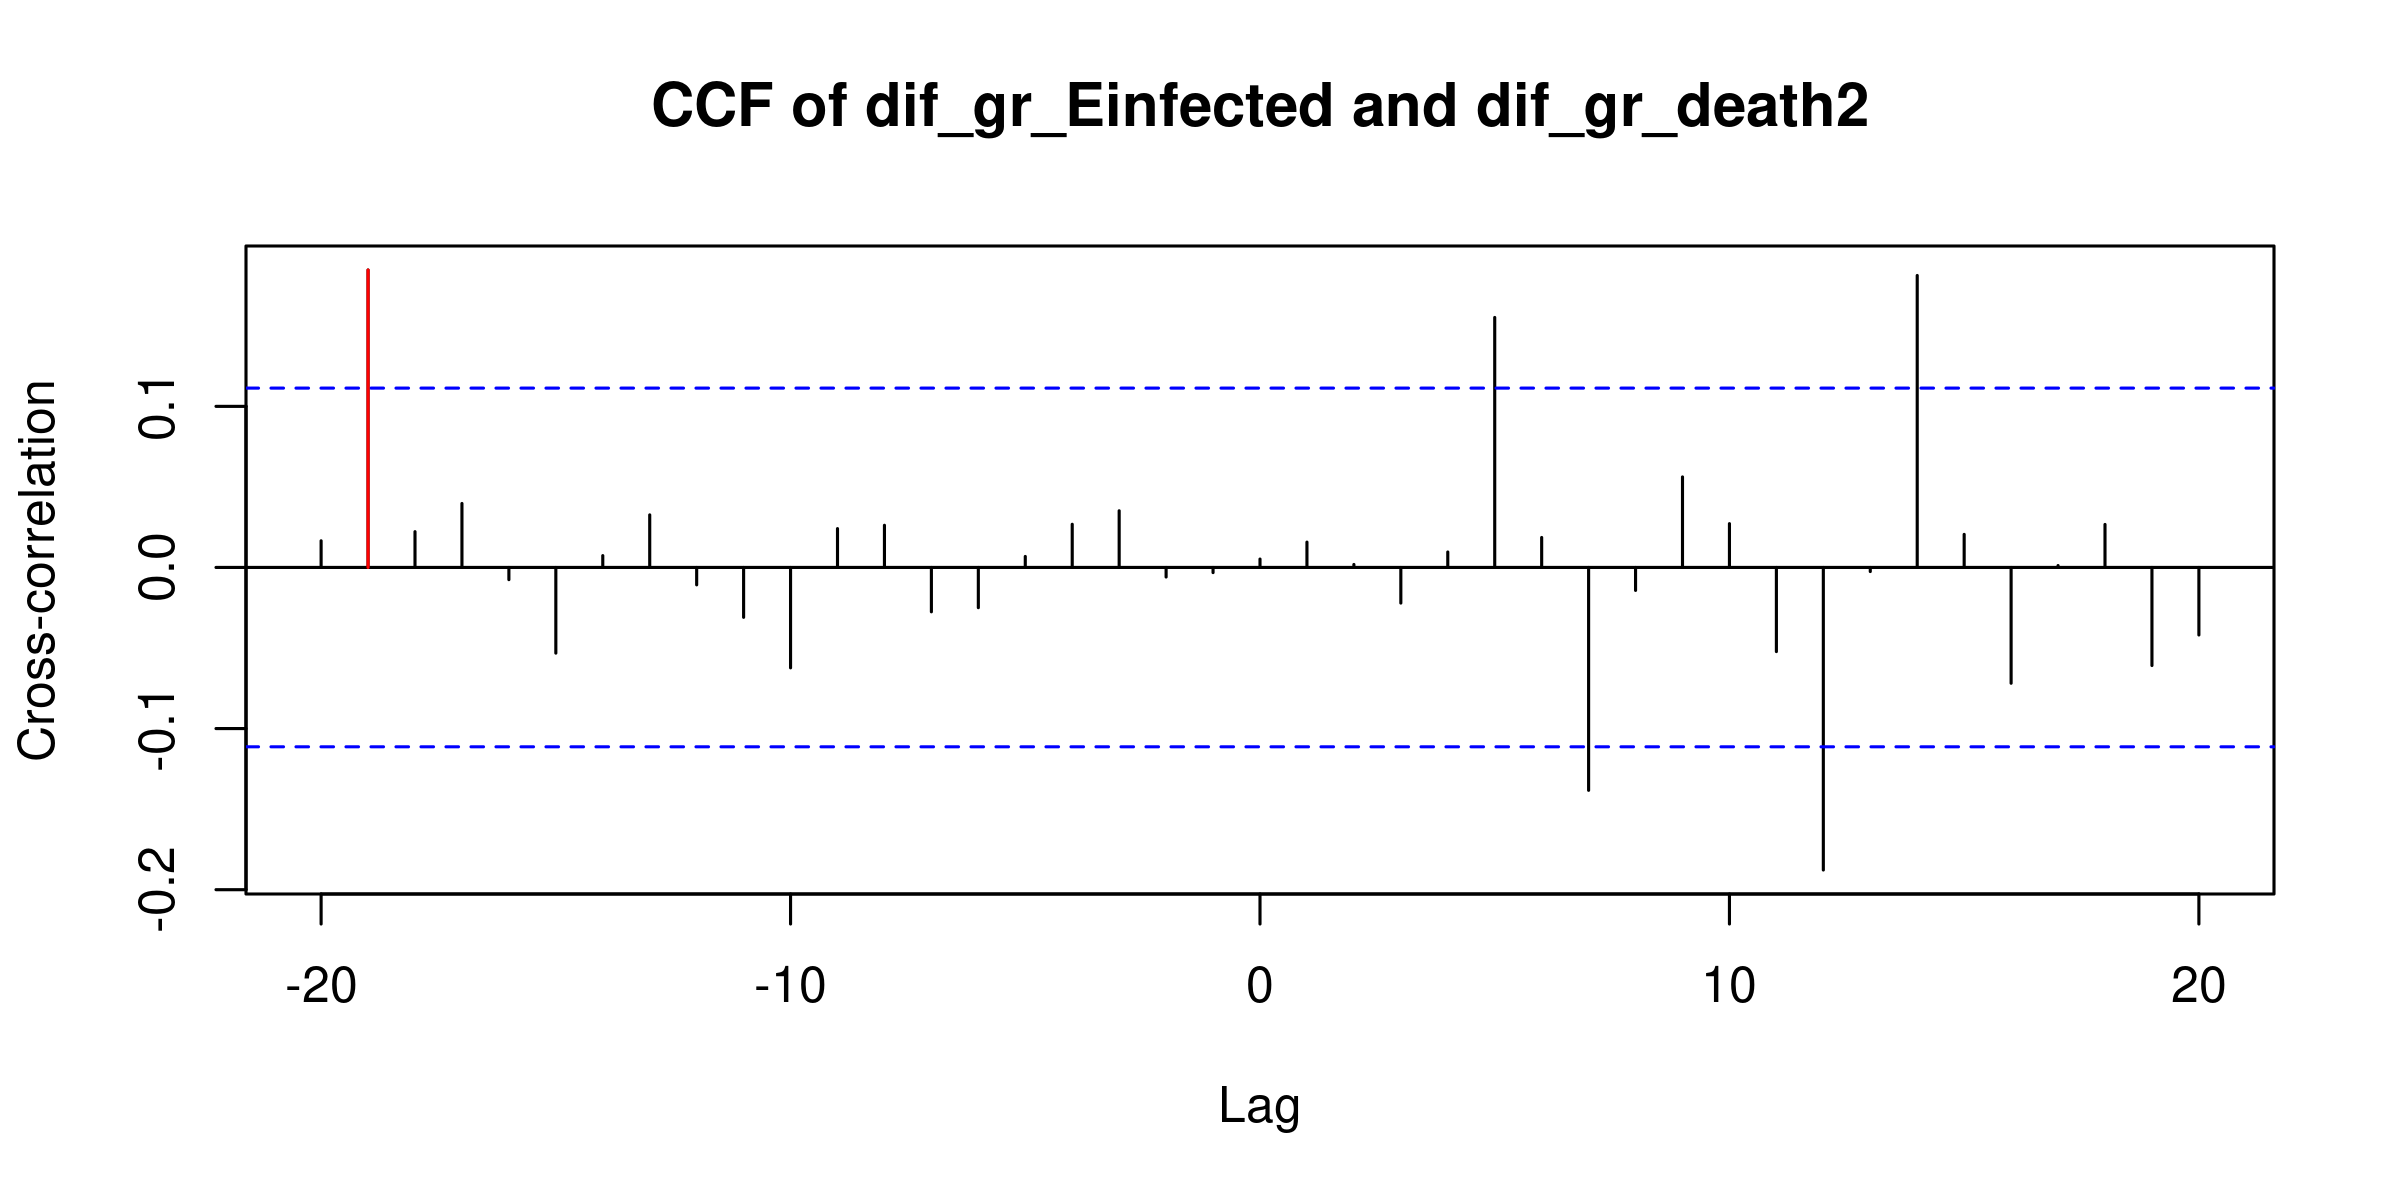 CCF of dif_gr_Einfected and dif_gr_death2
Cross-correlation
0.1
0.0
-0.1
-0.2
-20 -10 0 10 20
Lag